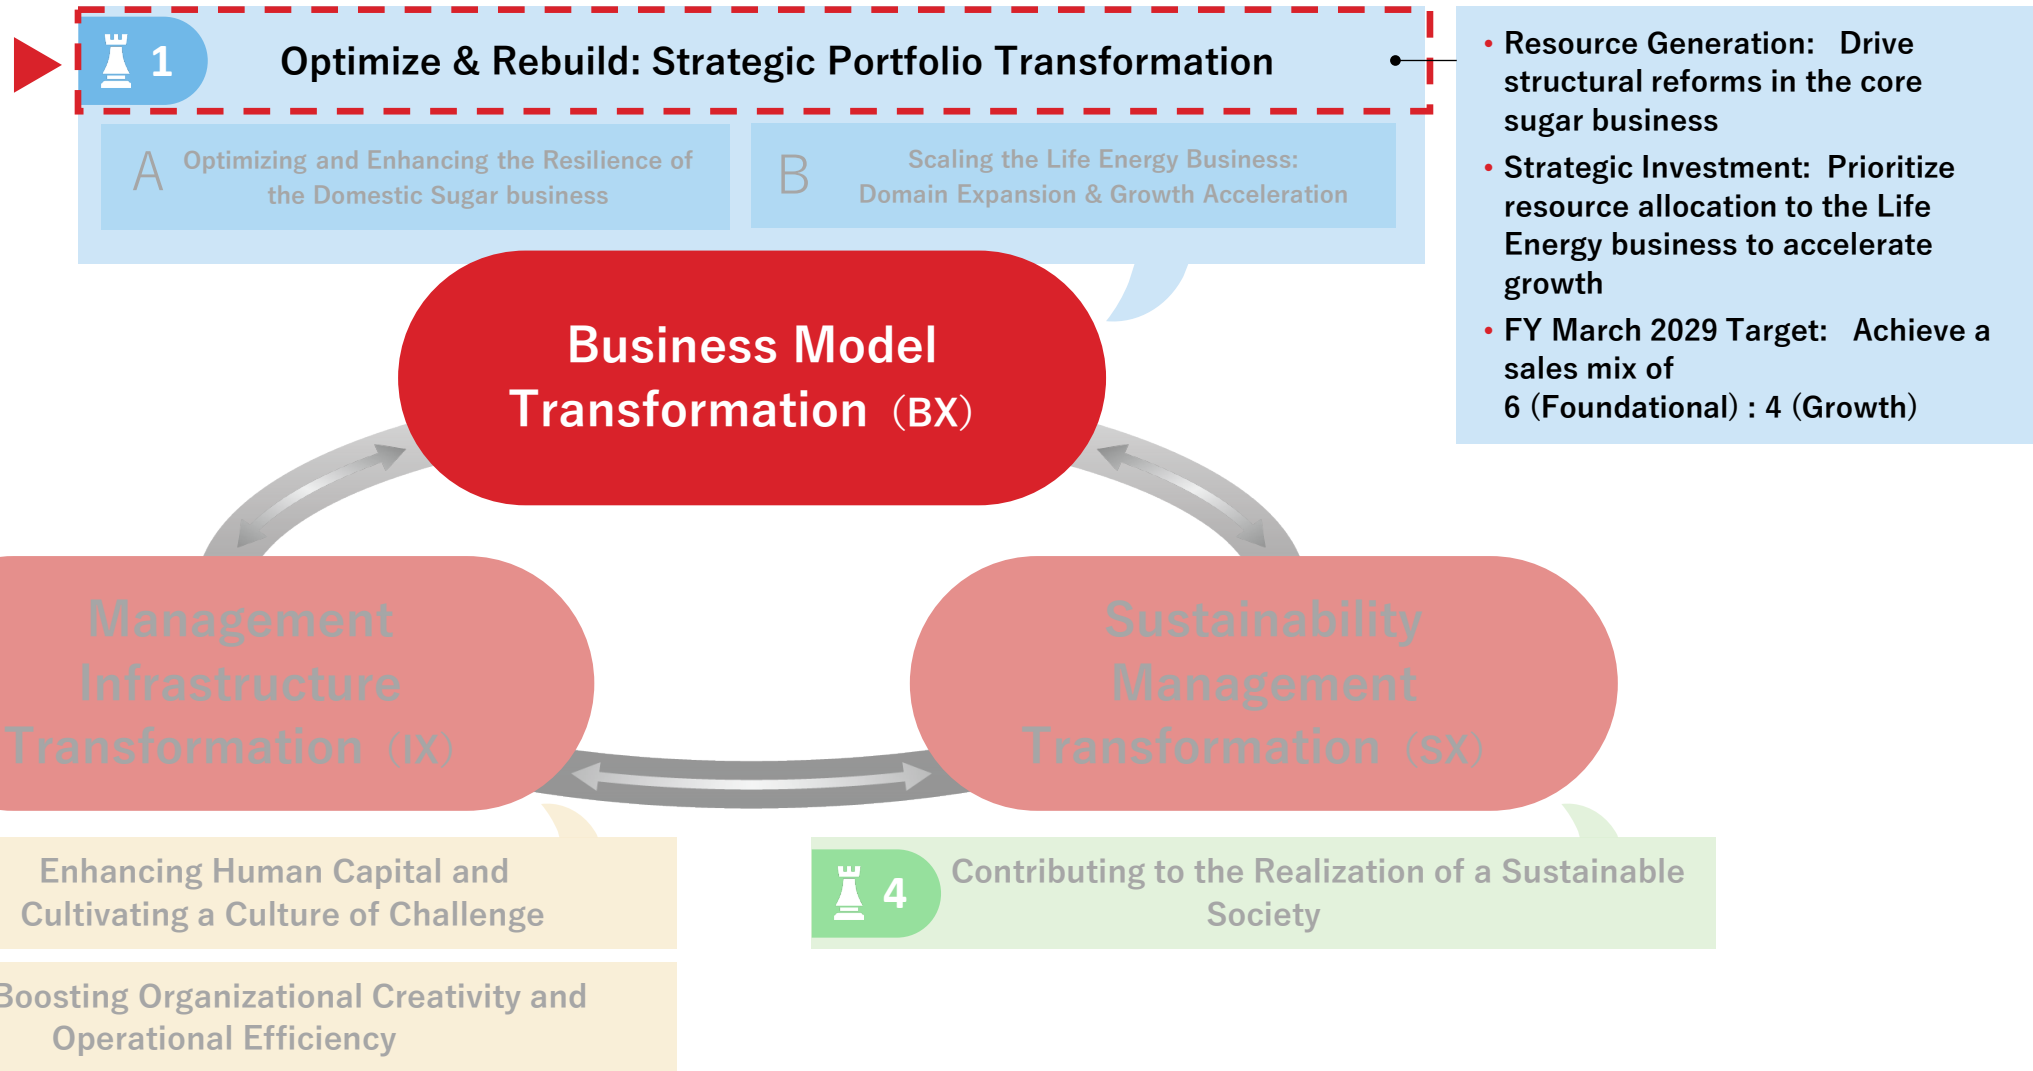 1
Optimize & Rebuild: Strategic Portfolio Transformation
A
Optimizing and Enhancing the Resilience of
the Domestic Sugar business
B
Scaling the Life Energy Business:
Domain Expansion & Growth Acceleration
• Resource Generation: Drive
structural reforms in the core
sugar business
• Strategic Investment: Prioritize
resource allocation to the Life
Energy business to accelerate
growth
• FY March 2029 Target: Achieve a
sales mix of
6 (Foundational) : 4 (Growth)
Business Model
Transformation (BX)
Management
Infrastructure
Transformation (IX)
Sustainability
Management
Transformation (SX)
Enhancing Human Capital and
Cultivating a Culture of Challenge
Boosting Organizational Creativity and
Operational Efficiency
4
Contributing to the Realization of a Sustainable
Society